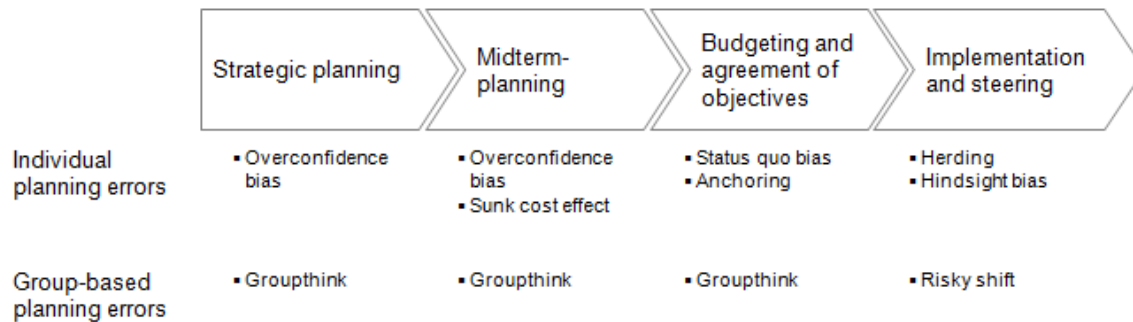 Strategic planning
Midterm-
planning
Budgeting and
agreement of
objectives
Implementation
and steering
Individual
planning errors
▪ Overconfidence
bias
▪ Overconfidence
bias
▪ Sunk cost effect
▪ Status quo bias
▪ Anchoring
▪ Herding
▪ Hindsight bias
Group-based
planning errors
▪ Groupthink
▪ Groupthink
▪ Groupthink
▪ Risky shift